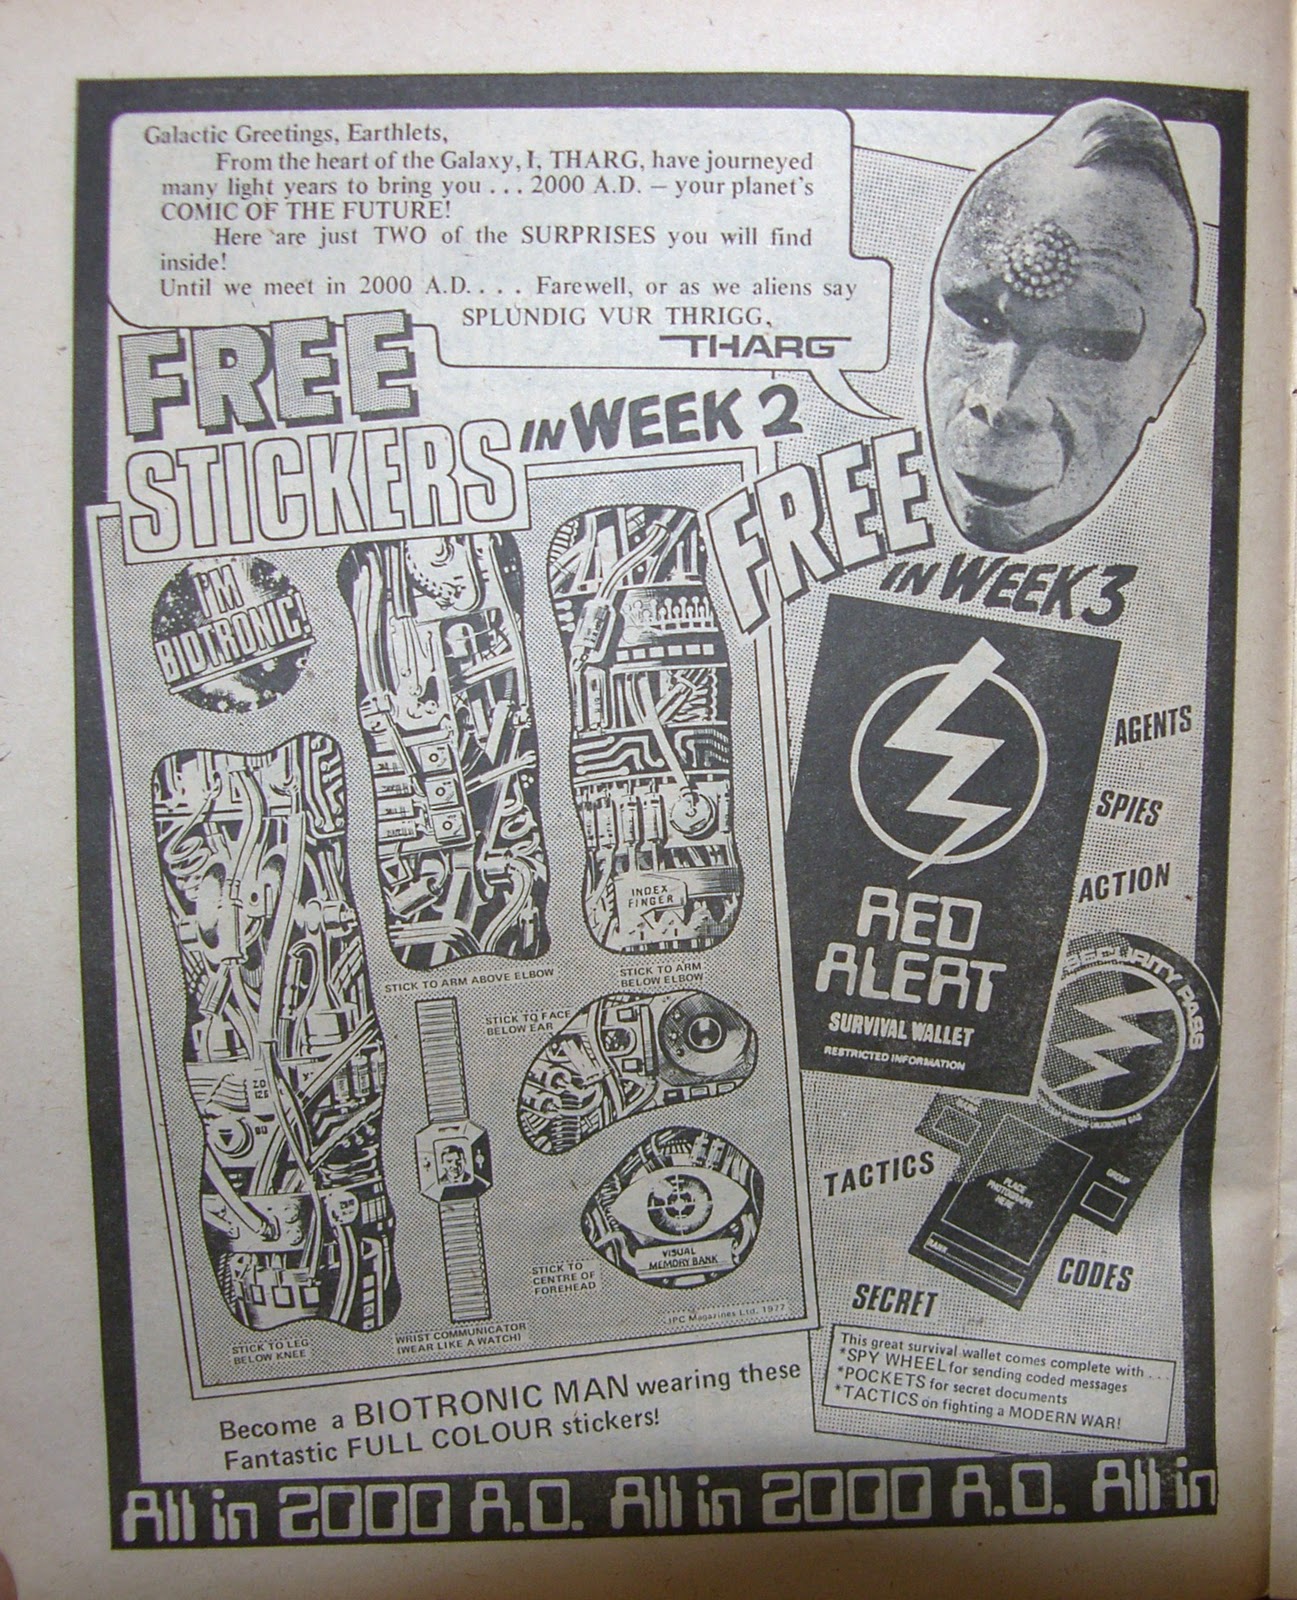 Galactic Greetings, Earthlets,
From the heart of the Galaxy, I, THARG, have journeyed
many light years to bring you . . . 2000 A.D. — your planet's
COMIC OF THE FUTURE!
Here are just TWO of the SURPRISES you will find
inside!
Until we meet in 2000 A.D. . . . Farewell, or as we aliens say
SPLUNDIG VUR THRIGG,
THARG
FREE
STICKERS IN WEEK 2
I'M
BIOTRONIC!
INDEX
FINGER
STICK TO ARM ABOVE ELBOW
STICK TO ARM
BELOW ELBOW
STICK TO FACE
BELOW EAR
VISUAL
MEMORY BANK
STICK TO
CENTRE OF
FOREHEAD
STICK TO LEG
BELOW KNEE
WRIST COMMUNICATOR
(WEAR LIKE A WATCH)
IPC Magazines Ltd. 1977
Become a BIOTRONIC MAN wearing these
Fantastic FULL COLOUR stickers!
FREE
IN WEEK 3
RED
ALERT
SURVIVAL WALLET
RESTRICTED INFORMATION
AGENTS
SPIES
ACTION
SECURITY PASS
PLACE
PHOTOGRAPH
HERE
TACTICS
CODES
SECRET
This great survival wallet comes complete with . . .
*SPY WHEEL for sending coded messages
*POCKETS for secret documents
*TACTICS on fighting a MODERN WAR!
All in 2000 A.D. All in 2000 A.D. All in